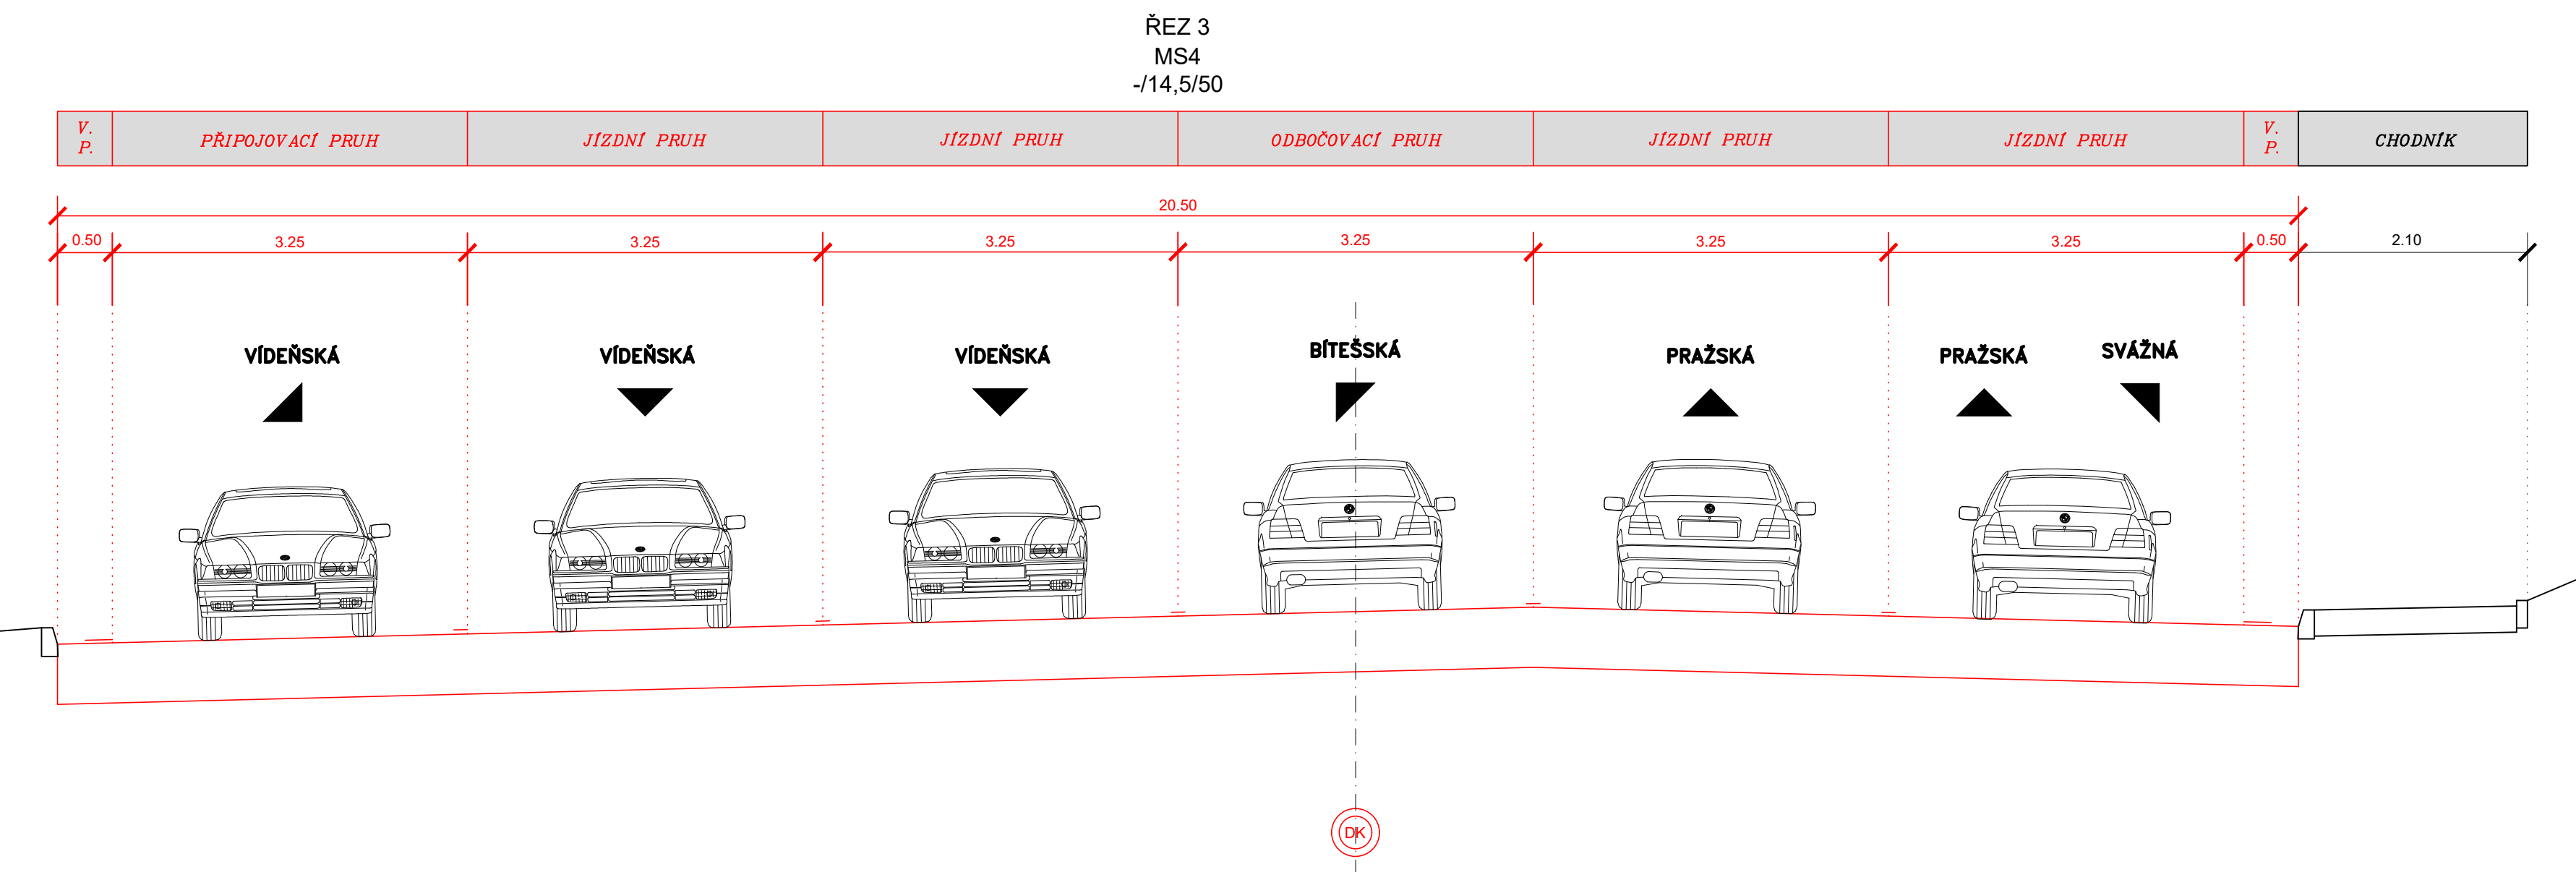 ŘEZ 3
MS4
-/14,5/50
V. P.
PŘIPOJOVACÍ PRUH
JÍZDNÍ PRUH
JÍZDNÍ PRUH
ODBOČOVACÍ PRUH
JÍZDNÍ PRUH
JÍZDNÍ PRUH
V. P.
CHODNÍK
20.50
0.50
3.25
3.25
3.25
3.25
3.25
3.25
0.50
2.10
VÍDEŇSKÁ
VÍDEŇSKÁ
VÍDEŇSKÁ
BÍTEŠSKÁ
PRAŽSKÁ
PRAŽSKÁ
SVÁŽNÁ
DK